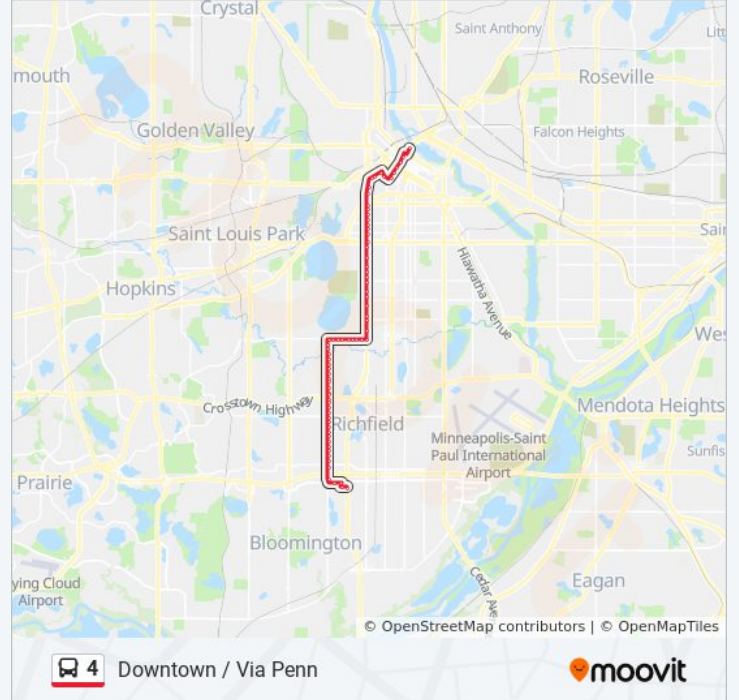 Crystal
Saint Anthony
Litt
mouth
Roseville
Golden Valley
Falcon Heights
Saint Louis Park
Sai
Hiawatha Avenue
Hopkins
Wes
Crosstown Highway
Mendota Heights
Richfield
Minneapolis-Saint
Paul International
Airport
Sunfis
Prairie
Bloomington
ying Cloud
Airport
Cedar Ave
Eagan
© OpenStreetMap contributors | © OpenMapTiles
4 Downtown / Via Penn
moovit